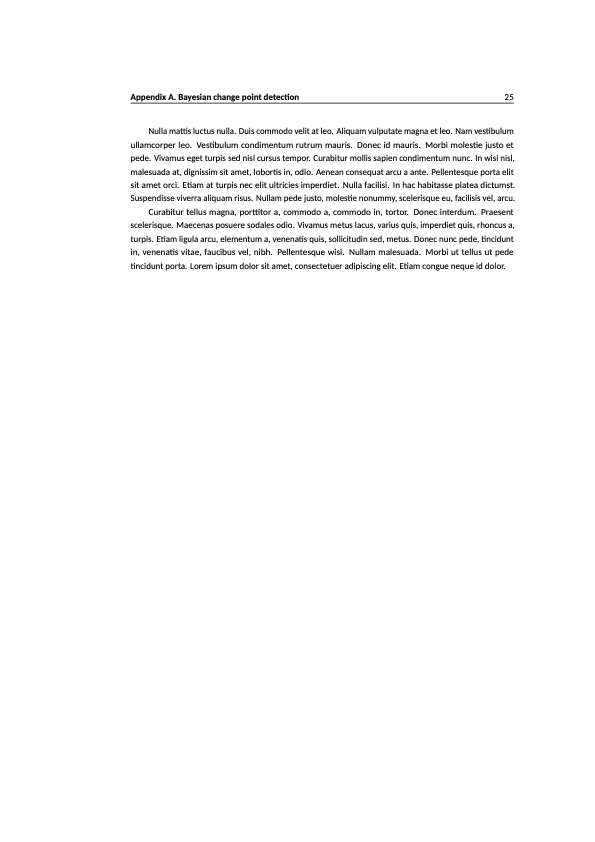 Appendix A. Bayesian change point detection 25
Nulla mattis luctus nulla. Duis commodo velit at leo. Aliquam vulputate magna et leo. Nam vestibulum
ullamcorper leo. Vestibulum condimentum rutrum mauris. Donec id mauris. Morbi molestie justo et
pede. Vivamus eget turpis sed nisl cursus tempor. Curabitur mollis sapien condimentum nunc. In wisi nisl,
malesuada at, dignissim sit amet, lobortis in, odio. Aenean consequat arcu a ante. Pellentesque porta elit
sit amet orci. Etiam at turpis nec elit ultricies imperdiet. Nulla facilisi. In hac habitasse platea dictumst.
Suspendisse viverra aliquam risus. Nullam pede justo, molestie nonummy, scelerisque eu, facilisis vel, arcu.
Curabitur tellus magna, porttitor a, commodo a, commodo in, tortor. Donec interdum. Praesent
scelerisque. Maecenas posuere sodales odio. Vivamus metus lacus, varius quis, imperdiet quis, rhoncus a,
turpis. Etiam ligula arcu, elementum a, venenatis quis, sollicitudin sed, metus. Donec nunc pede, tincidunt
in, venenatis vitae, faucibus vel, nibh. Pellentesque wisi. Nullam malesuada. Morbi ut tellus ut pede
tincidunt porta. Lorem ipsum dolor sit amet, consectetuer adipiscing elit. Etiam congue neque id dolor.